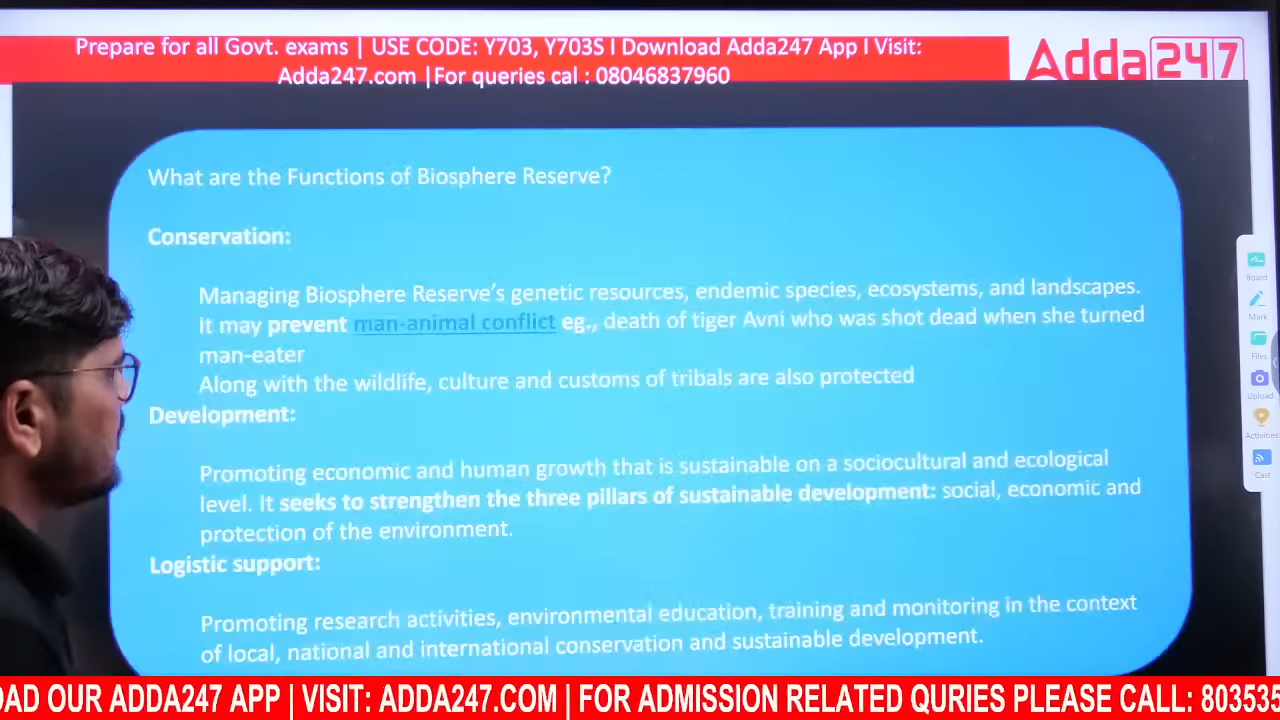 Prepare for all Govt. exams | USE CODE: Y703, Y703S I Download Adda247 App I Visit:
Adda247.com |For queries cal : 08046837960
Adda247
What are the Functions of Biosphere Reserve?
Conservation:
Managing Biosphere Reserve's genetic resources, endemic species, ecosystems, and landscapes.
It may prevent man-animal conflict eg., death of tiger Avni who was shot dead when she turned
man-eater
Along with the wildlife, culture and customs of tribals are also protected
Development:
Promoting economic and human growth that is sustainable on a sociocultural and ecological
level. It seeks to strengthen the three pillars of sustainable development: social, economic and
protection of the environment.
Logistic support:
Promoting research activities, environmental education, training and monitoring in the context
of local, national and international conservation and sustainable development.
Board
Mark
Files
Upload
Activities
Cast
OAD OUR ADDA247 APP | VISIT: ADDA247.COM | FOR ADMISSION RELATED QURIES PLEASE CALL: 803535